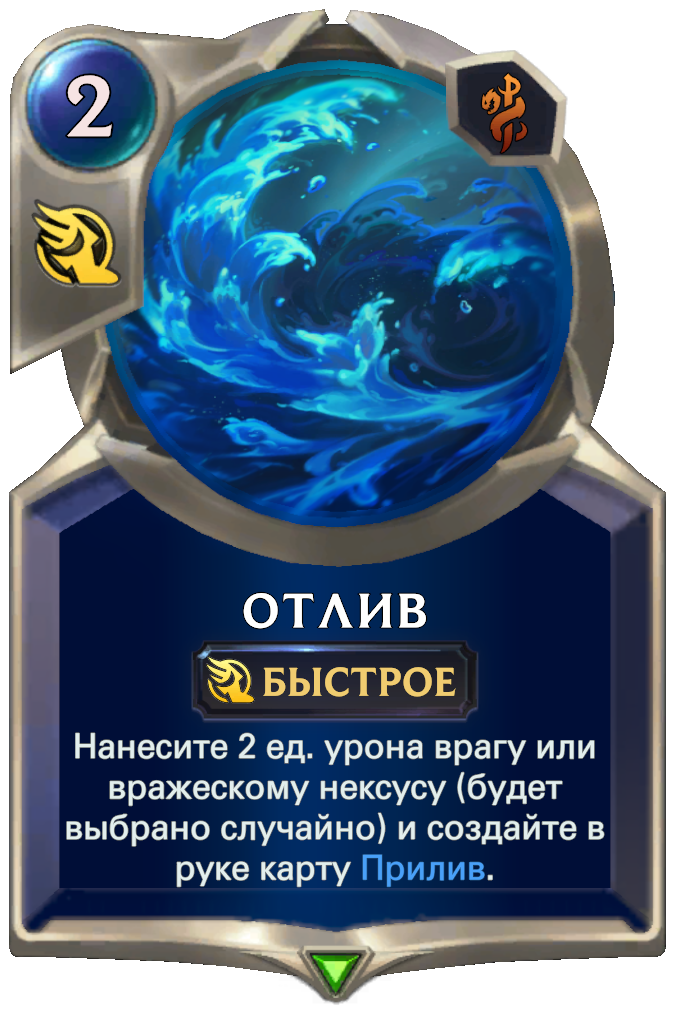 2
ОТЛИВ
БЫСТРОЕ
Нанесите 2 ед. урона врагу или
вражескому нексусу (будет
выбрано случайно) и создайте в
руке карту Прилив.